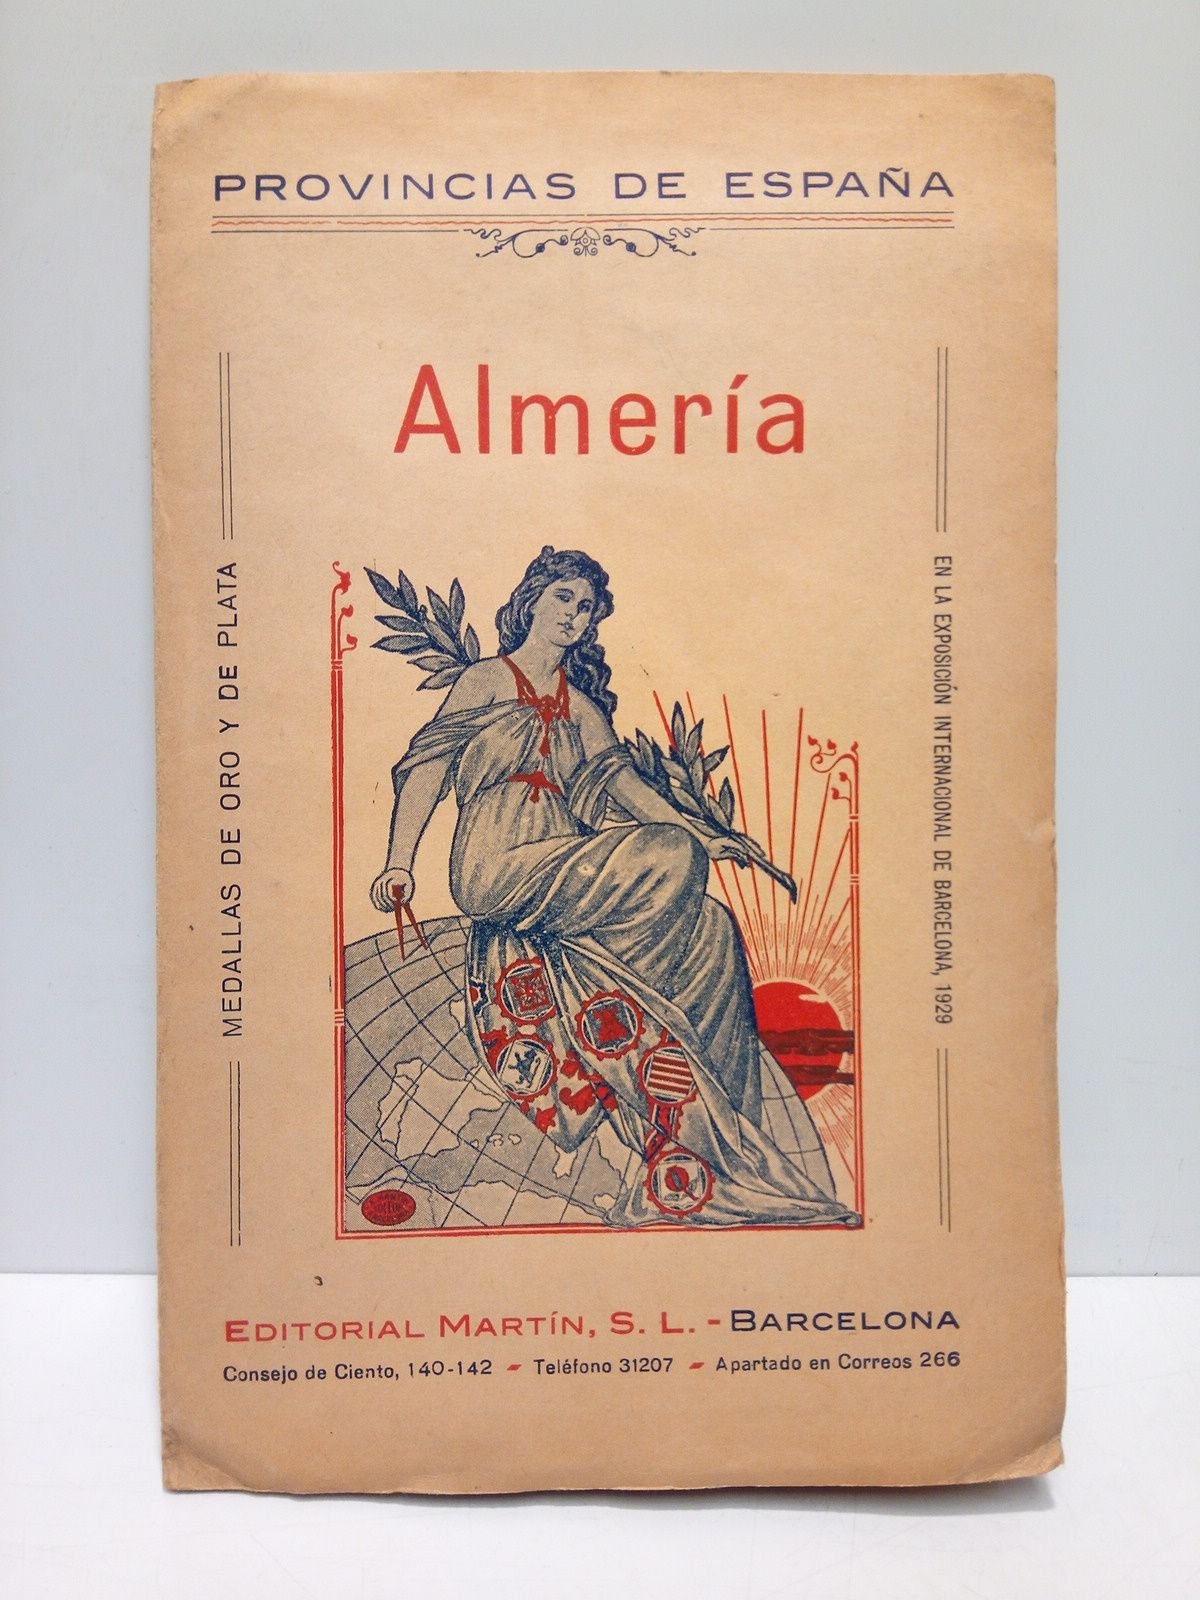 PROVINCIAS DE ESPAÑA
Almería
MEDALLAS DE ORO Y DE PLATA
EN LA EXPOSICIÓN INTERNACIONAL DE BARCELONA, 1929
EDITORIAL MARTÍN, S. L. - BARCELONA
Consejo de Ciento, 140-142 - Teléfono 31207 - Apartado en Correos 266